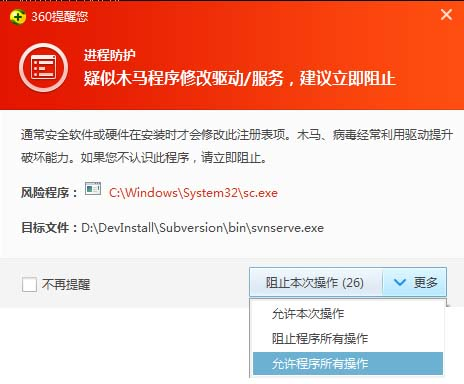 360提醒您
进程防护
疑似木马程序修改驱动/服务，建议立即阻止
通常安全软件或硬件在安装时才会修改此注册表项。木马、病毒经常利用驱动提升
破坏能力。如果您不认识此程序，请立即阻止。
风险程序： C:\Windows\System32\sc.exe
目标文件：D:\DevInstall\Subversion\bin\svnserve.exe
不再提醒 阻止本次操作 (26) 更多
允许本次操作
阻止程序所有操作
允许程序所有操作